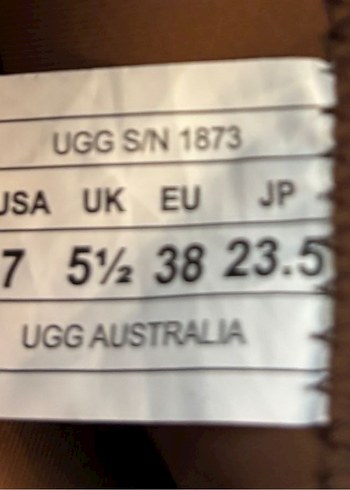 UGG S/N 1873
USA UK EU JP
7 5½ 38 23.5
UGG AUSTRALIA